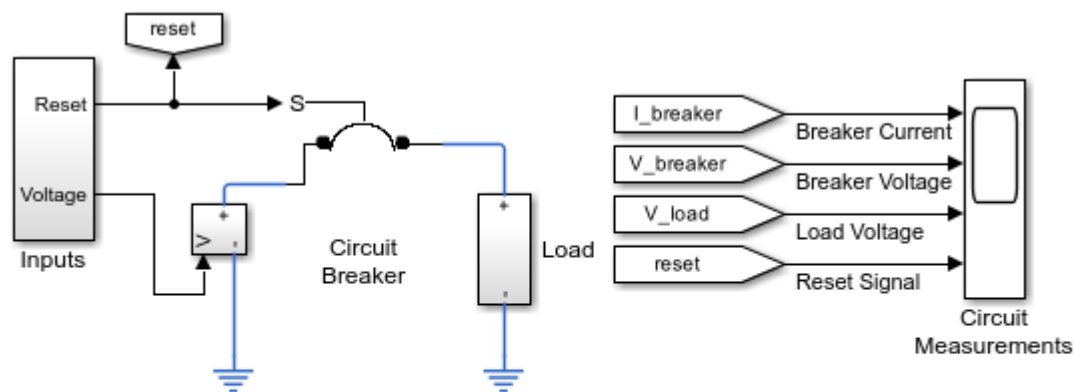 reset
Reset
Voltage
Inputs
S
+
-
V
Circuit
Breaker
+
-
Load
I_breaker
Breaker Current
V_breaker
Breaker Voltage
V_load
Load Voltage
reset
Reset Signal
Circuit
Measurements